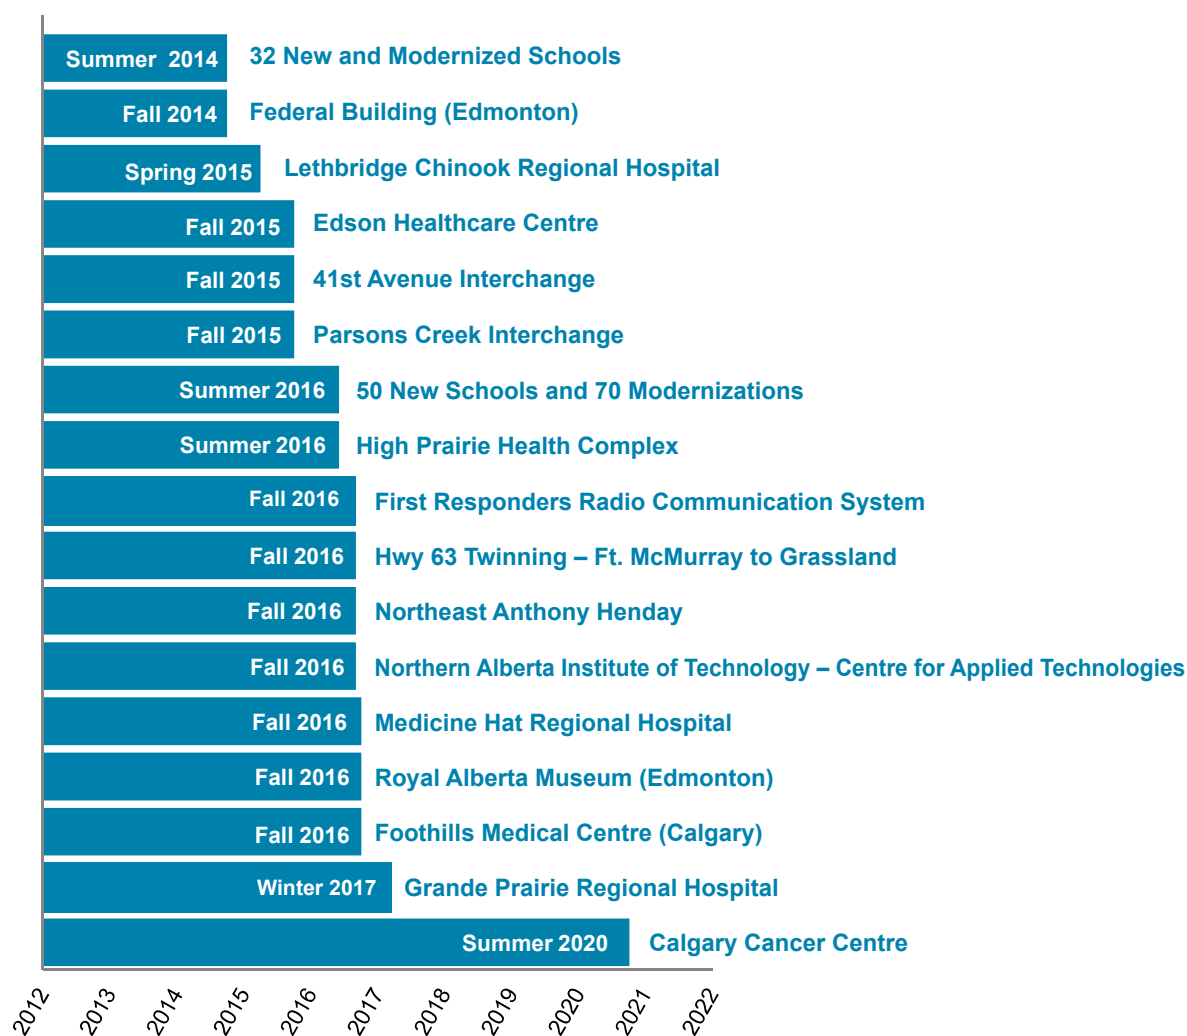 Summer 2014 32 New and Modernized Schools
Fall 2014 Federal Building (Edmonton)
Spring 2015 Lethbridge Chinook Regional Hospital
Fall 2015 Edson Healthcare Centre
Fall 2015 41st Avenue Interchange
Fall 2015 Parsons Creek Interchange
Summer 2016 50 New Schools and 70 Modernizations
Summer 2016 High Prairie Health Complex
Fall 2016 First Responders Radio Communication System
Fall 2016 Hwy 63 Twinning – Ft. McMurray to Grassland
Fall 2016 Northeast Anthony Henday
Fall 2016 Northern Alberta Institute of Technology – Centre for Applied Technologies
Fall 2016 Medicine Hat Regional Hospital
Fall 2016 Royal Alberta Museum (Edmonton)
Fall 2016 Foothills Medical Centre (Calgary)
Winter 2017 Grande Prairie Regional Hospital
Summer 2020 Calgary Cancer Centre
2012 2013 2014 2015 2016 2017 2018 2019 2020 2021 2022